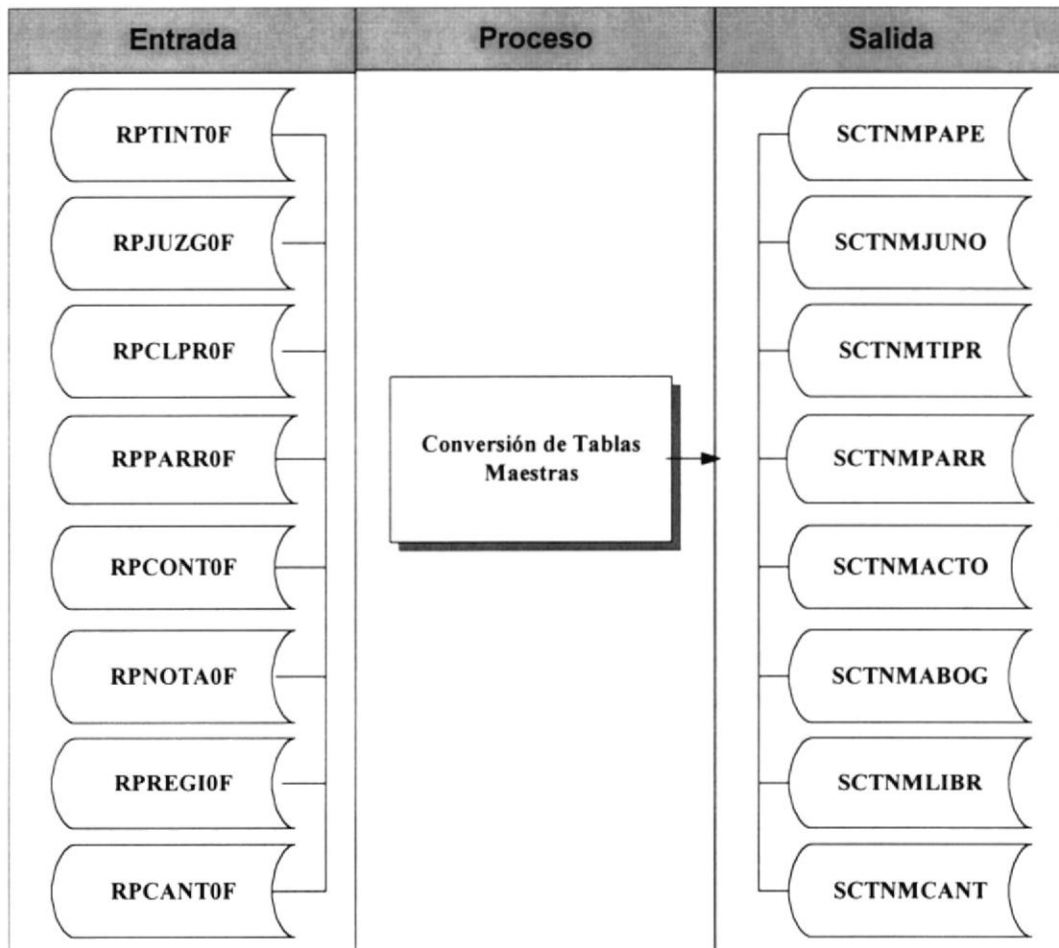 Entrada
Proceso
Salida
RPTINT0F
RPJUZG0F
RPCLPR0F
RPPARR0F
RPCONT0F
RPNOTA0F
RPREGI0F
RPCANT0F
Conversión de Tablas
Maestras
SCTNMPAPE
SCTNMJUNO
SCTNMTIPR
SCTNMPARR
SCTNMACTO
SCTNMABOG
SCTNMLIBR
SCTNMCANT